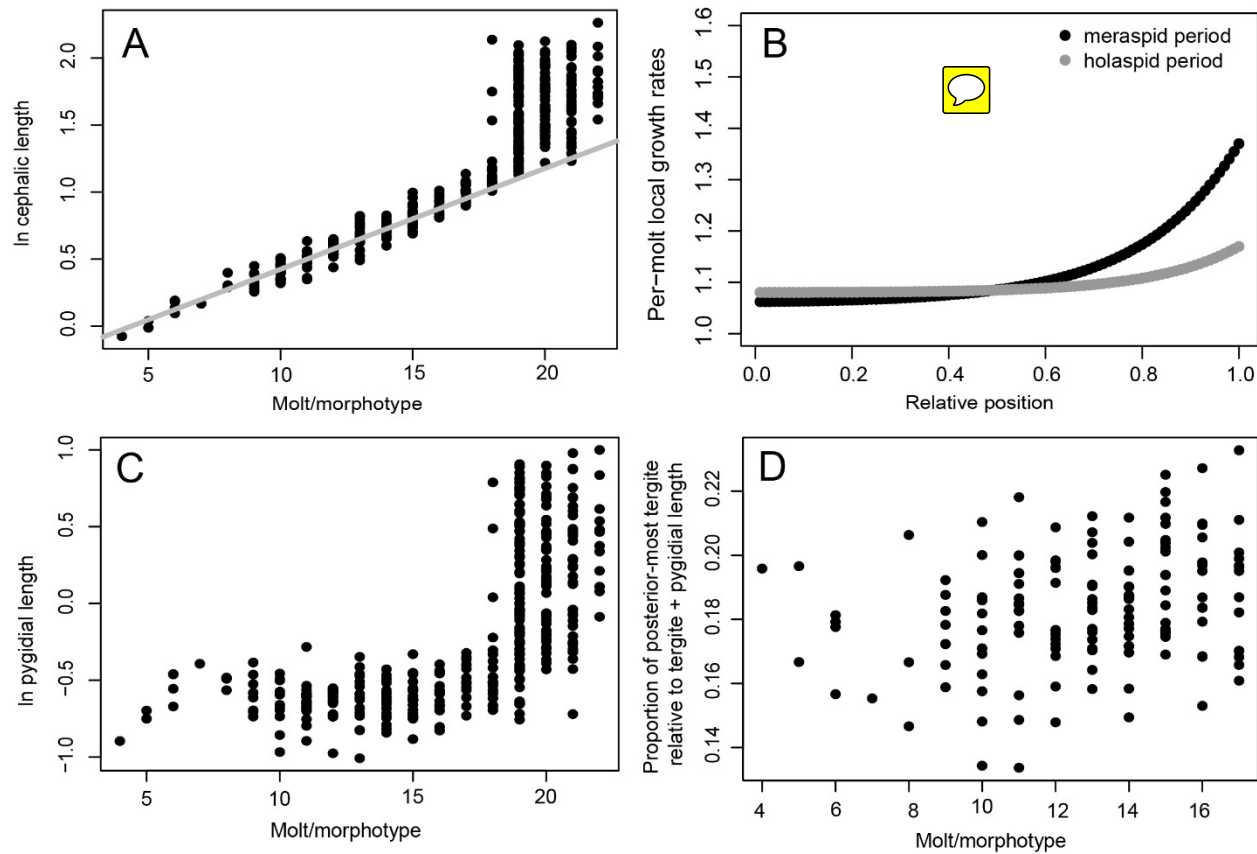 A
ln cephalic length
2.0
1.5
1.0
0.5
0.0
5 10 15 20
Molt/morphotype
B
meraspid period
holaspid period
Per-molt local growth rates
1.6
1.5
1.4
1.3
1.2
1.1
1.0
0.0 0.2 0.4 0.6 0.8 1.0
Relative position
C
ln pygidial length
1.0
0.5
0.0
-0.5
-1.0
5 10 15 20
Molt/morphotype
D
Proportion of posterior-most tergite
relative to tergite + pygidial length
0.22
0.20
0.18
0.16
0.14
4 6 8 10 12 14 16
Molt/morphotype